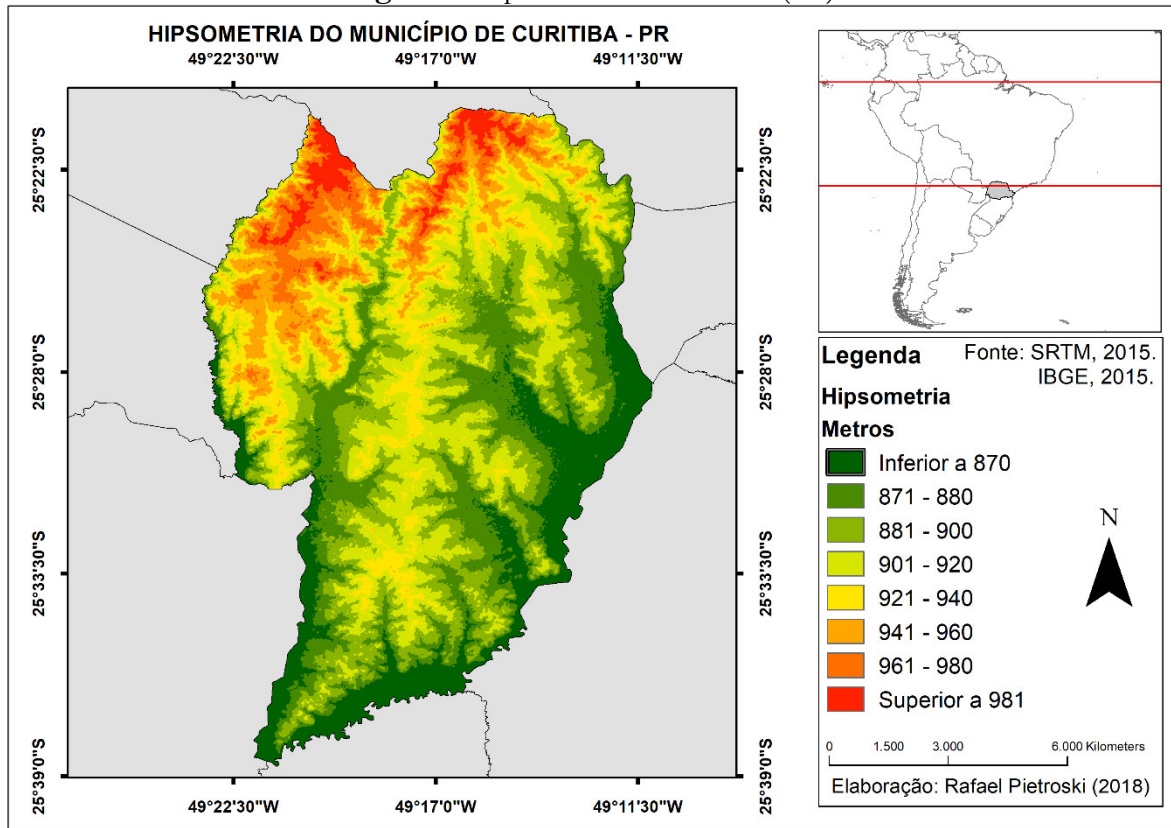 HIPSOMETRIA DO MUNICÍPIO DE CURITIBA - PR
49°22'30"W 49°17'0"W 49°11'30"W
25°22'30"S 25°22'30"S
25°28'0"S 25°28'0"S
25°33'30"S 25°33'30"S
25°39'0"S 25°39'0"S
49°22'30"W 49°17'0"W 49°11'30"W
Legenda Fonte: SRTM, 2015.
IBGE, 2015.
Hipsometria
Metros
Inferior a 870
871 - 880
881 - 900
901 - 920
921 - 940
941 - 960
961 - 980
Superior a 981
N
0 1.500 3.000 6.000 Kilometers
Elaboração: Rafael Pietroski (2018)